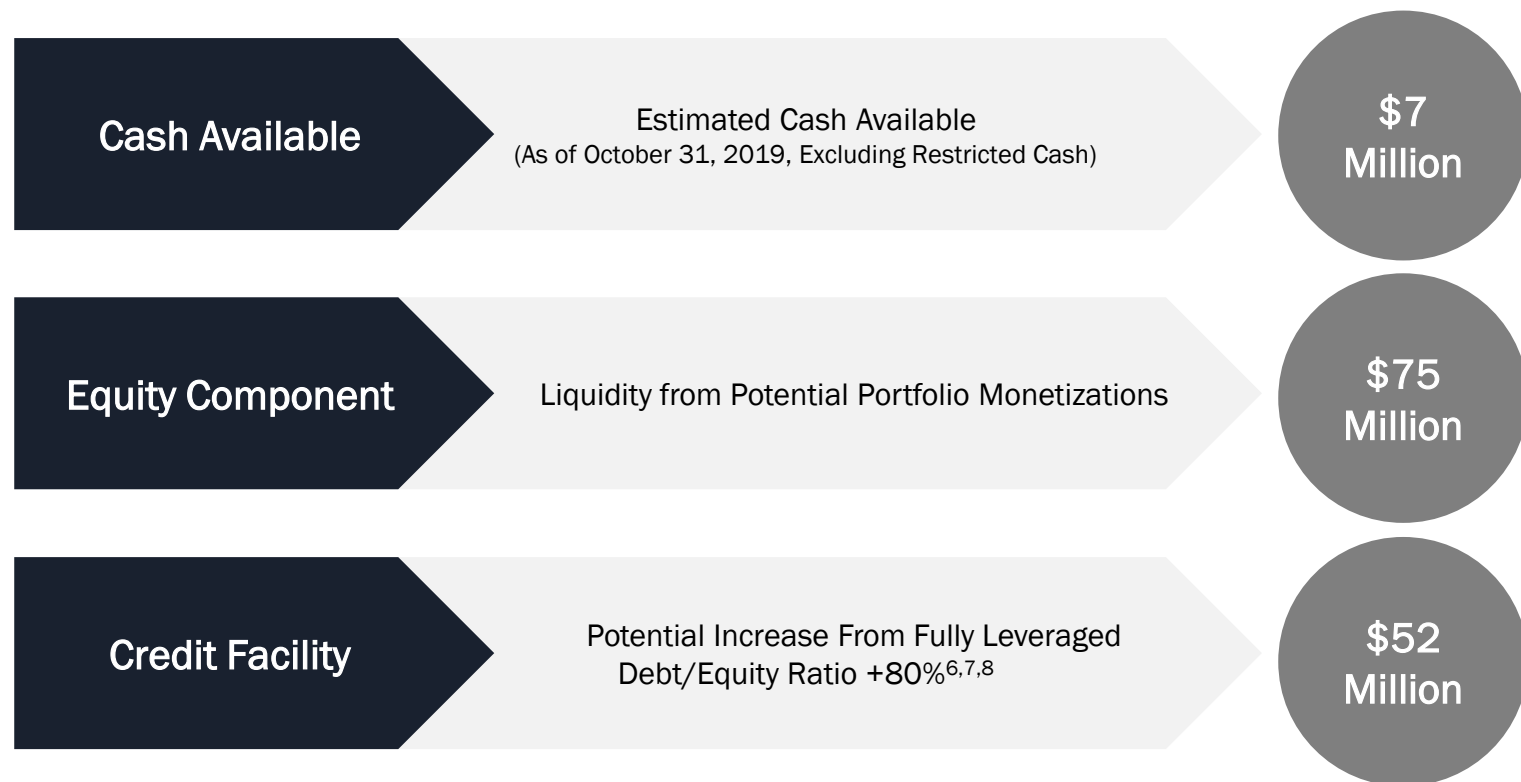 Cash Available
Estimated Cash Available
(As of October 31, 2019, Excluding Restricted Cash)
$7
Million
Equity Component
Liquidity from Potential Portfolio Monetizations
$75
Million
Credit Facility
Potential Increase From Fully Leveraged
Debt/Equity Ratio +80%6,7,8
$52
Million